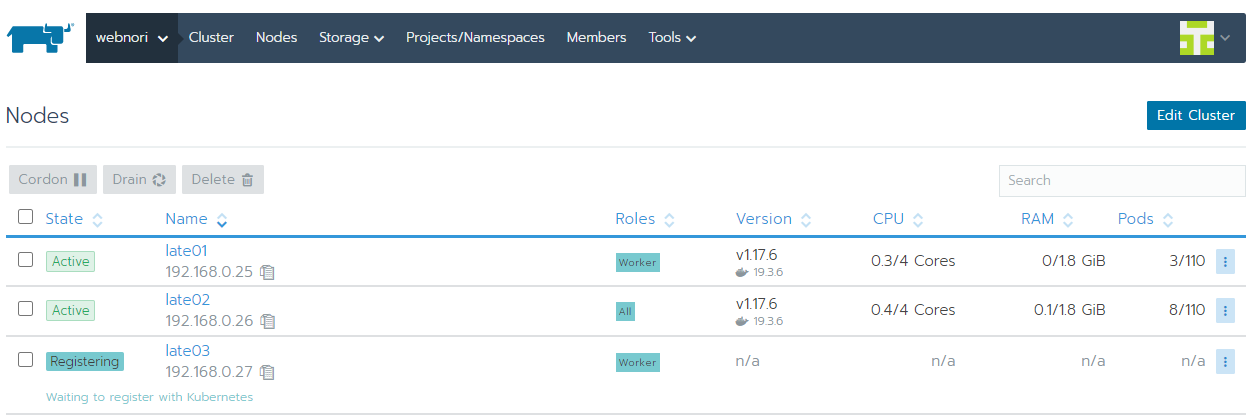 webnori Cluster Nodes Storage Projects/Namespaces Members Tools
Nodes
Edit Cluster
Cordon Drain Delete
Search
State Name Roles Version CPU RAM Pods
Active late01 Worker v1.17.6 0.3/4 Cores 0/1.8 GiB 3/110
192.168.0.25 19.3.6
Active late02 All v1.17.6 0.4/4 Cores 0.1/1.8 GiB 8/110
192.168.0.26 19.3.6
Registering late03 Worker n/a n/a n/a n/a
192.168.0.27
Waiting to register with Kubernetes